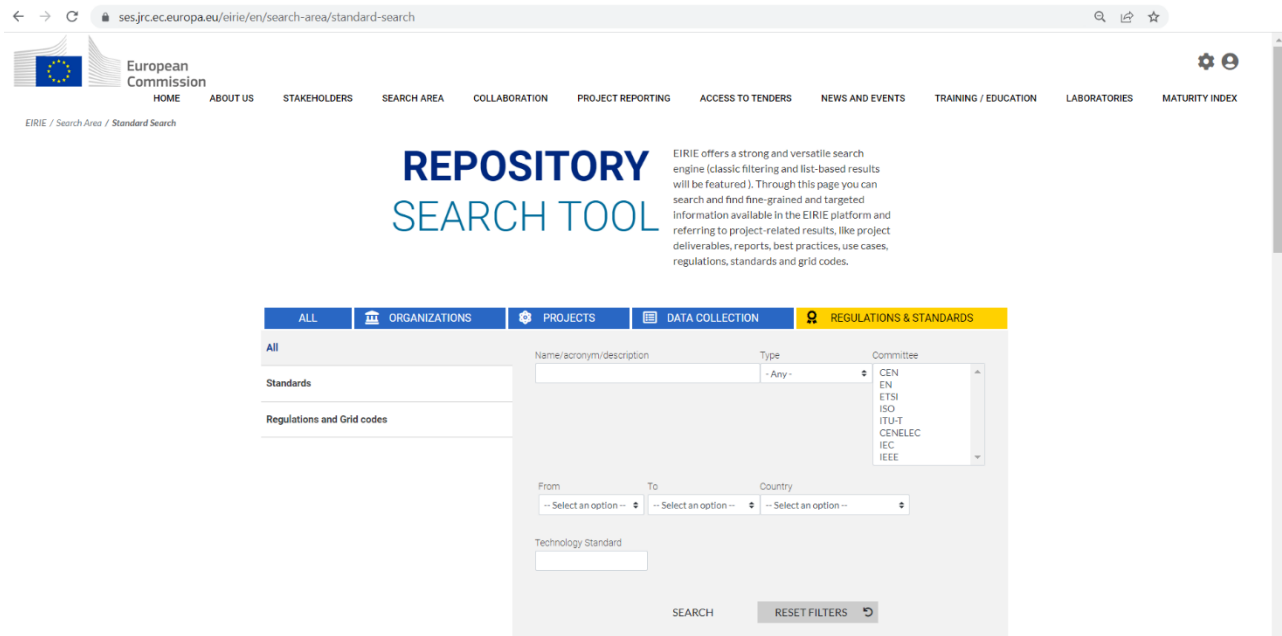 ses.jrc.ec.europa.eu/eirie/en/search-area/standard-search
European
Commission
HOME ABOUT US STAKEHOLDERS SEARCH AREA COLLABORATION PROJECT REPORTING ACCESS TO TENDERS NEWS AND EVENTS TRAINING / EDUCATION LABORATORIES MATURITY INDEX
EIRIE / Search Area / Standard Search
REPOSITORY
SEARCH TOOL
EIRIE offers a strong and versatile search
engine (classic filtering and list-based results
will be featured ). Through this page you can
search and find fine-grained and targeted
information available in the EIRIE platform and
referring to project-related results, like project
deliverables, reports, best practices, use cases,
regulations, standards and grid codes.
ALL ORGANIZATIONS PROJECTS DATA COLLECTION REGULATIONS & STANDARDS
All
Standards
Regulations and Grid codes
Name/acronym/description Type Committee
- Any -
CEN
EN
ETSI
ISO
ITU-T
CENELEC
IEC
IEEE
From To Country
-- Select an option -- -- Select an option -- -- Select an option --
Technology Standard
SEARCH RESET FILTERS